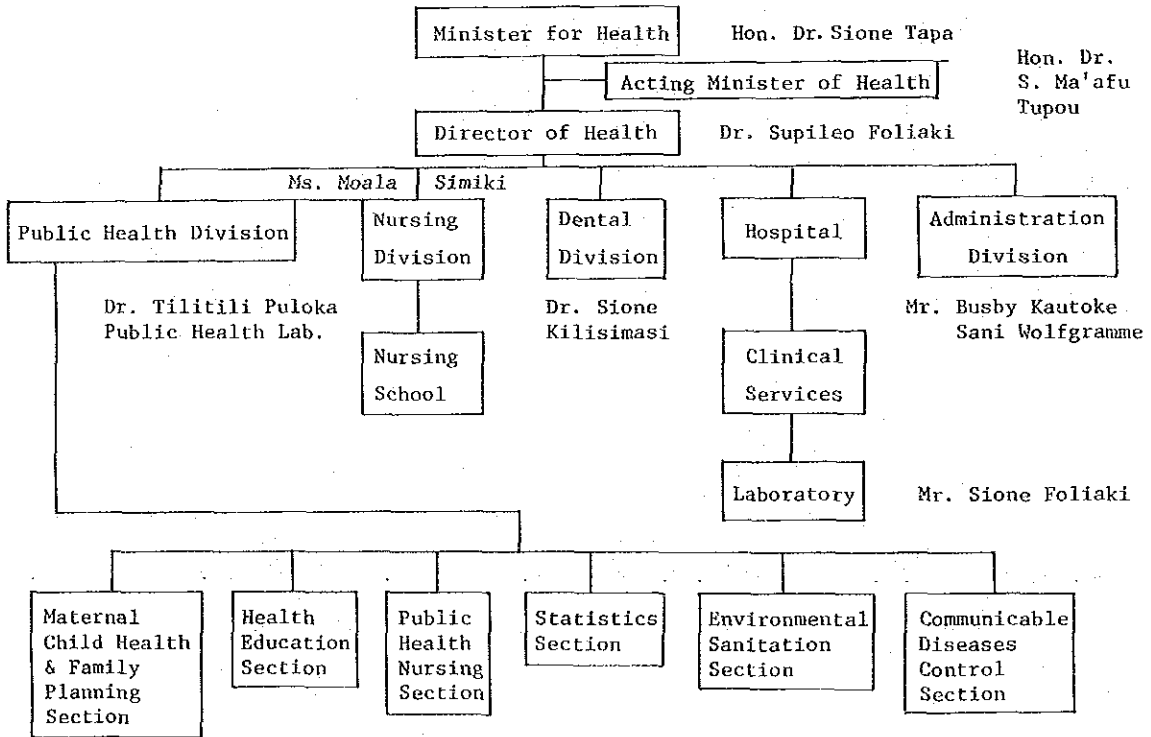 Minister for Health
Hon. Dr. Sione Tapa
Acting Minister of Health
Hon. Dr.
S. Ma'afu
Tupou
Director of Health
Dr. Supileo Foliaki
Ms. Moala Simiki
Public Health Division
Nursing
Division
Dental
Division
Hospital
Administration
Division
Dr. Tilitili Puloka
Public Health Lab.
Dr. Sione
Kilisimasi
Mr. Busby Kautoke
Sani Wolfgramme
Nursing
School
Clinical
Services
Laboratory
Mr. Sione Foliaki
Maternal
Child Health
& Family
Planning
Section
Health
Education
Section
Public
Health
Nursing
Section
Statistics
Section
Environmental
Sanitation
Section
Communicable
Diseases
Control
Section